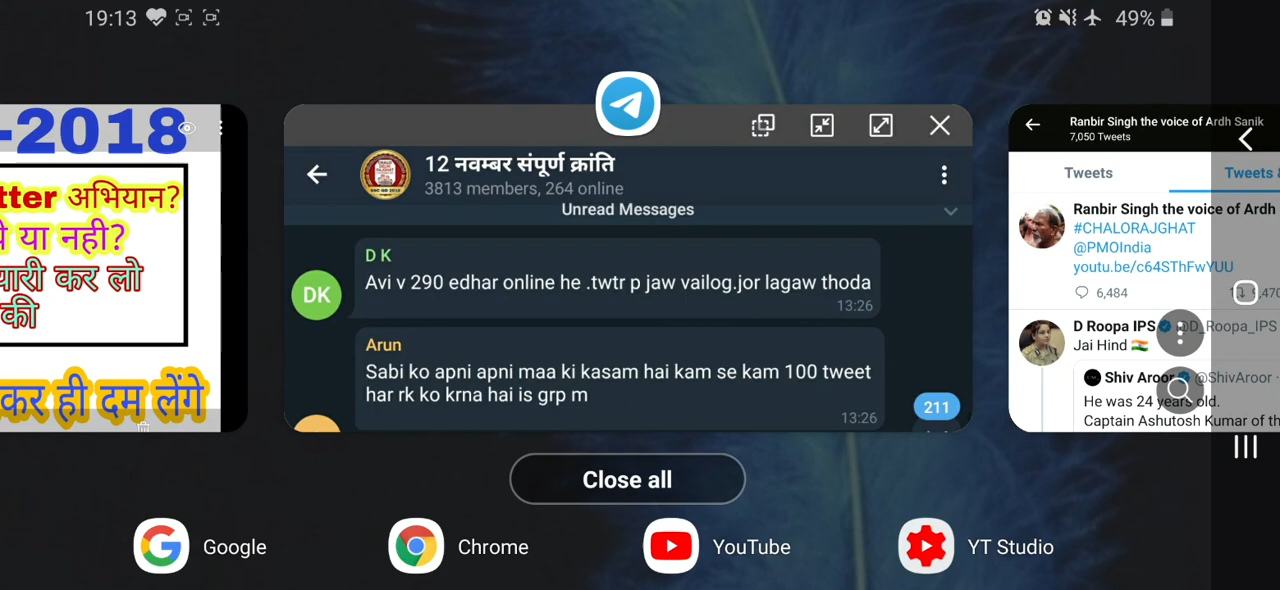 19:13
49%
-2018
tter अभियान?
या नही?
यारी कर लो
की
कर ही दम लेंगे
12 नवम्बर संपूर्ण क्रांति
3813 members, 264 online
Unread Messages
D K
DK
Avi v 290 edhar online he .twtr p jaw vailog.jor lagaw thoda
13:26
Arun
Sabi ko apni apni maa ki kasam hai kam se kam 100 tweet
har rk ko krna hai is grp m
13:26
211
Ranbir Singh the voice of Ardh Sanik
7,050 Tweets
Tweets
Tweets &
Ranbir Singh the voice of Ardh
#CHALORAJGHAT
@PMOIndia
youtu.be/c64SThFwYUU
6,484
D Roopa IPS @D_Roopa_IPS
Jai Hind
Shiv Aroor @ShivAroor
He was 24 years old.
Captain Ashutosh Kumar of th
Close all
Google
Chrome
YouTube
YT Studio